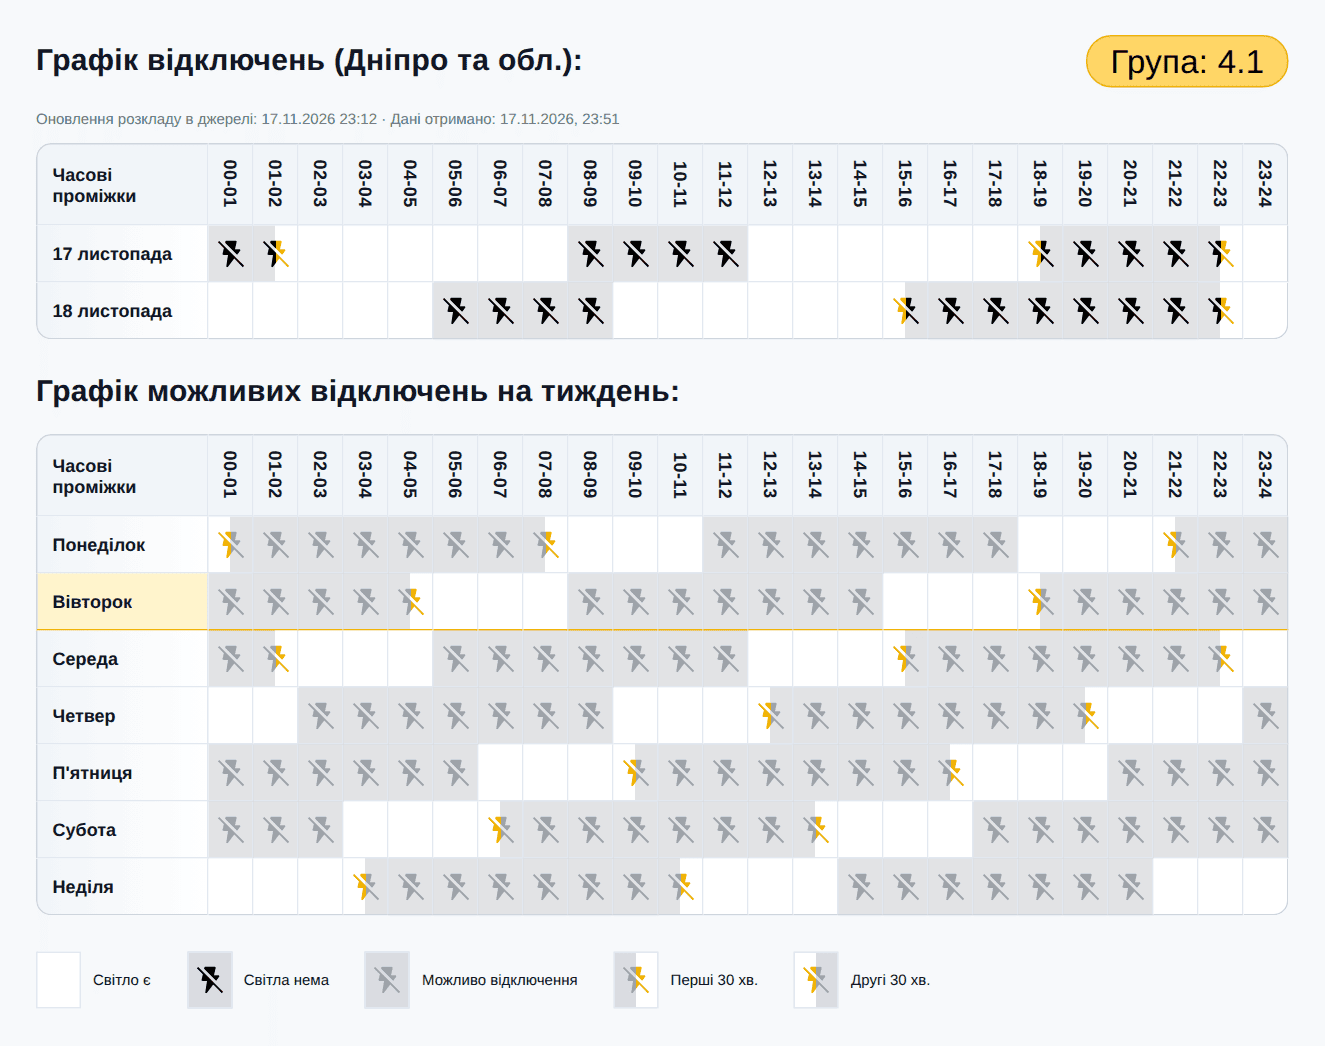 Графік відключень (Дніпро та обл.):
Група: 4.1
Оновлення розкладу в джерелі: 17.11.2026 23:12 · Дані отримано: 17.11.2026, 23:51
Часові проміжки 00-01 01-02 02-03 03-04 04-05 05-06 06-07 07-08 08-09 09-10 10-11 11-12 12-13 13-14 14-15 15-16 16-17 17-18 18-19 19-20 20-21 21-22 22-23 23-24
17 листопада
18 листопада
Графік можливих відключень на тиждень:
Часові проміжки 00-01 01-02 02-03 03-04 04-05 05-06 06-07 07-08 08-09 09-10 10-11 11-12 12-13 13-14 14-15 15-16 16-17 17-18 18-19 19-20 20-21 21-22 22-23 23-24
Понеділок
Вівторок
Середа
Четвер
П'ятниця
Субота
Неділя
Світло є Світла нема Можливо відключення Перші 30 хв. Другі 30 хв.